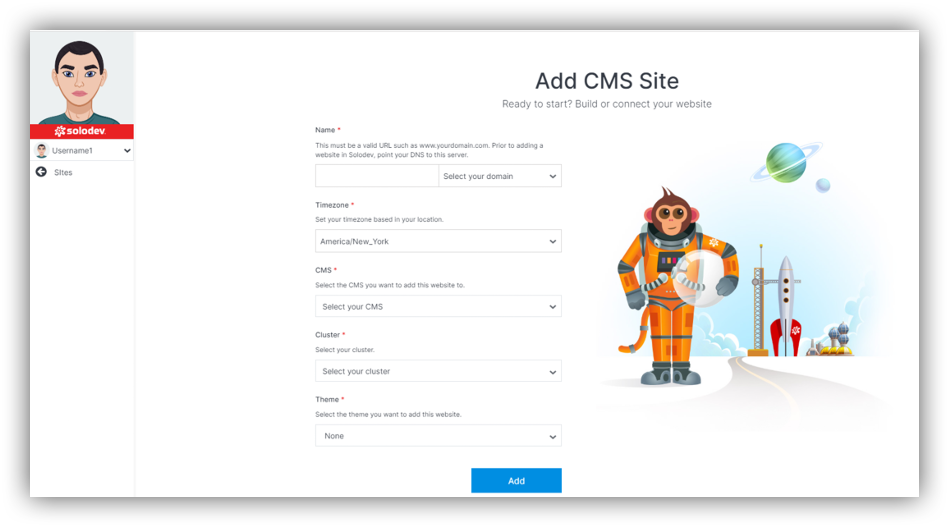 solodev
Username1
SItes
Add CMS Site
Ready to start? Build or connect your website
Name *
This must be a valid URL such as www.yourdomain.com. Prior to adding a
website in Solodev, point your DNS to this server.
Select your domain
Timezone *
Set your timezone based in your location.
America/New_York
CMS *
Select the CMS you want to add this website to.
Select your CMS
Cluster *
Select your cluster.
Select your cluster
Theme *
Select the theme you want to add this website.
None
Add